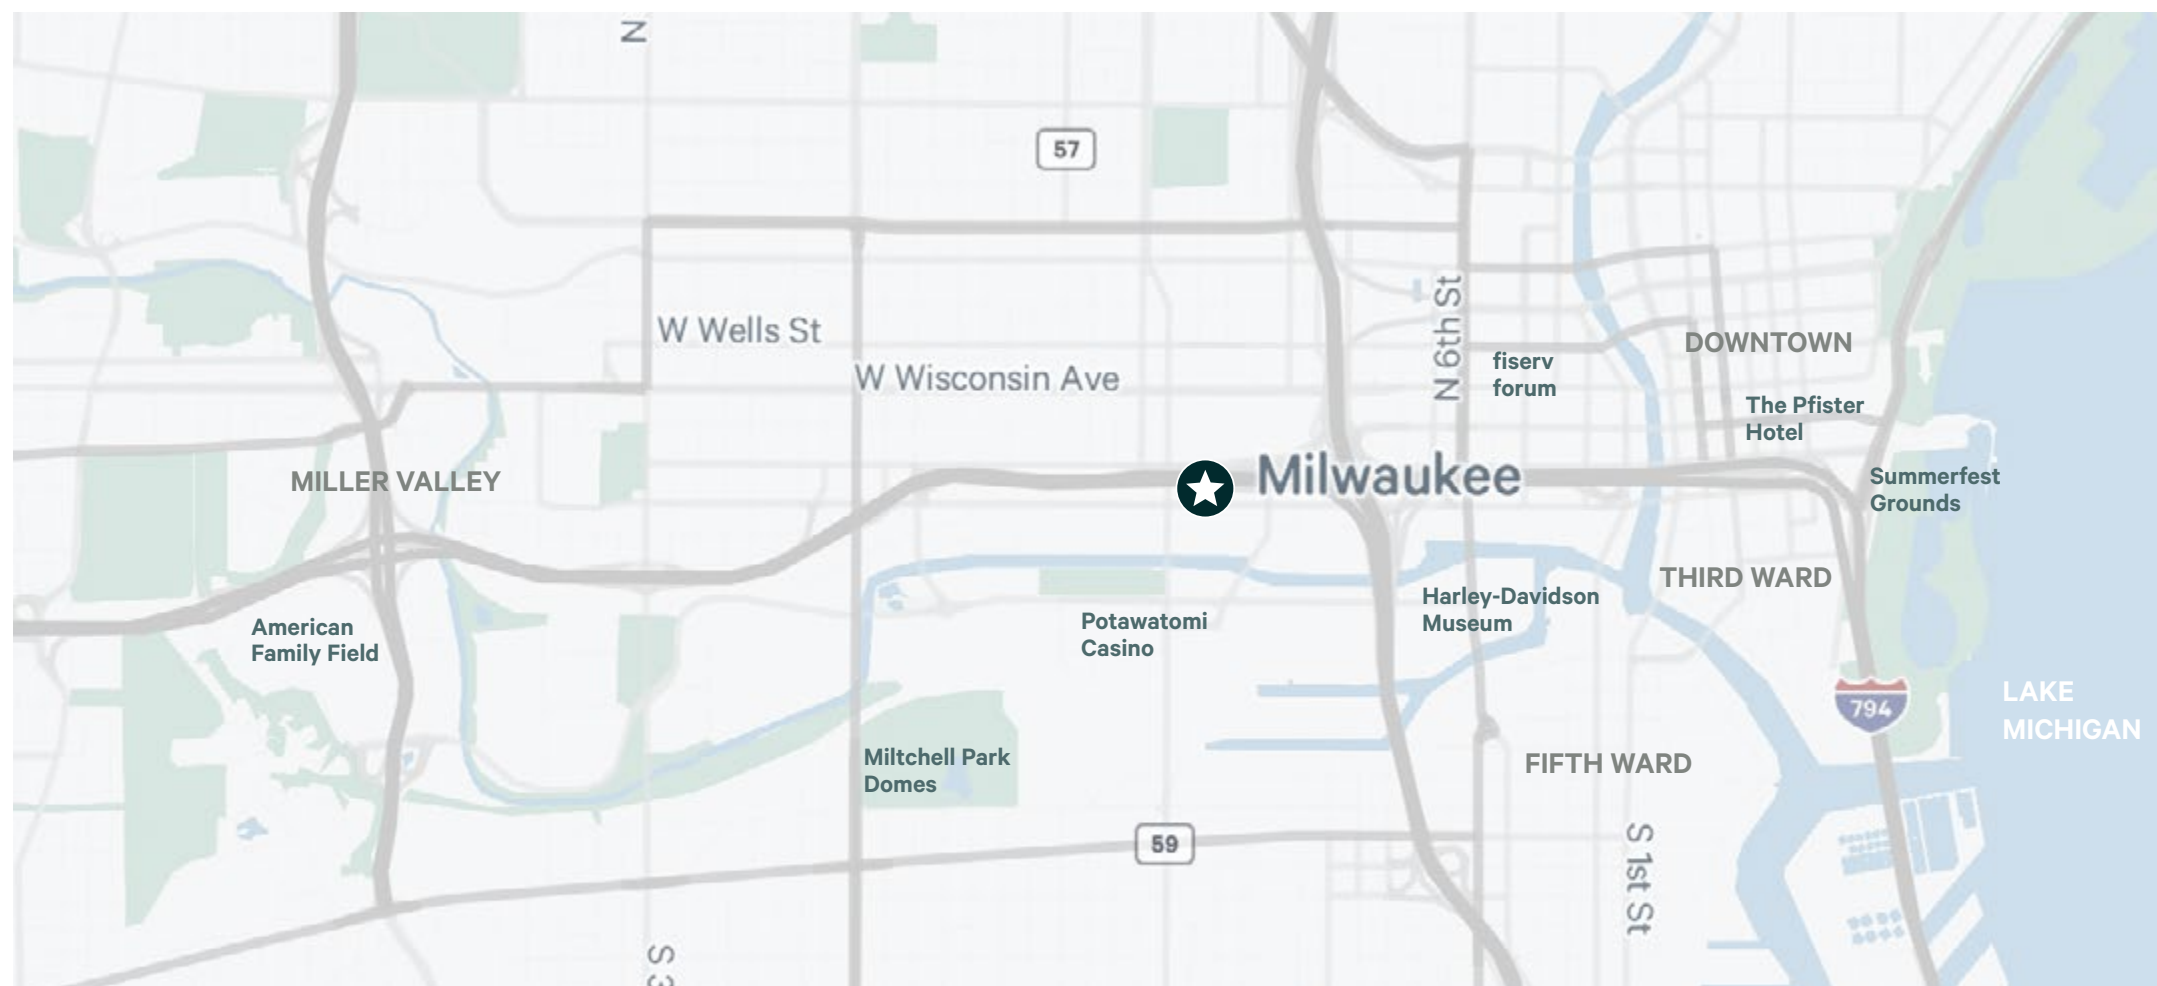 N
57
W Wells St
N 6th St
DOWNTOWN
fiserv
forum
W Wisconsin Ave
The Pfister
Hotel
MILLER VALLEY
Milwaukee
Summerfest
Grounds
THIRD WARD
Harley-Davidson
Museum
American
Family Field
Potawatomi
Casino
794
LAKE
MICHIGAN
Miltchell Park
Domes
FIFTH WARD
59
S 1st St
S